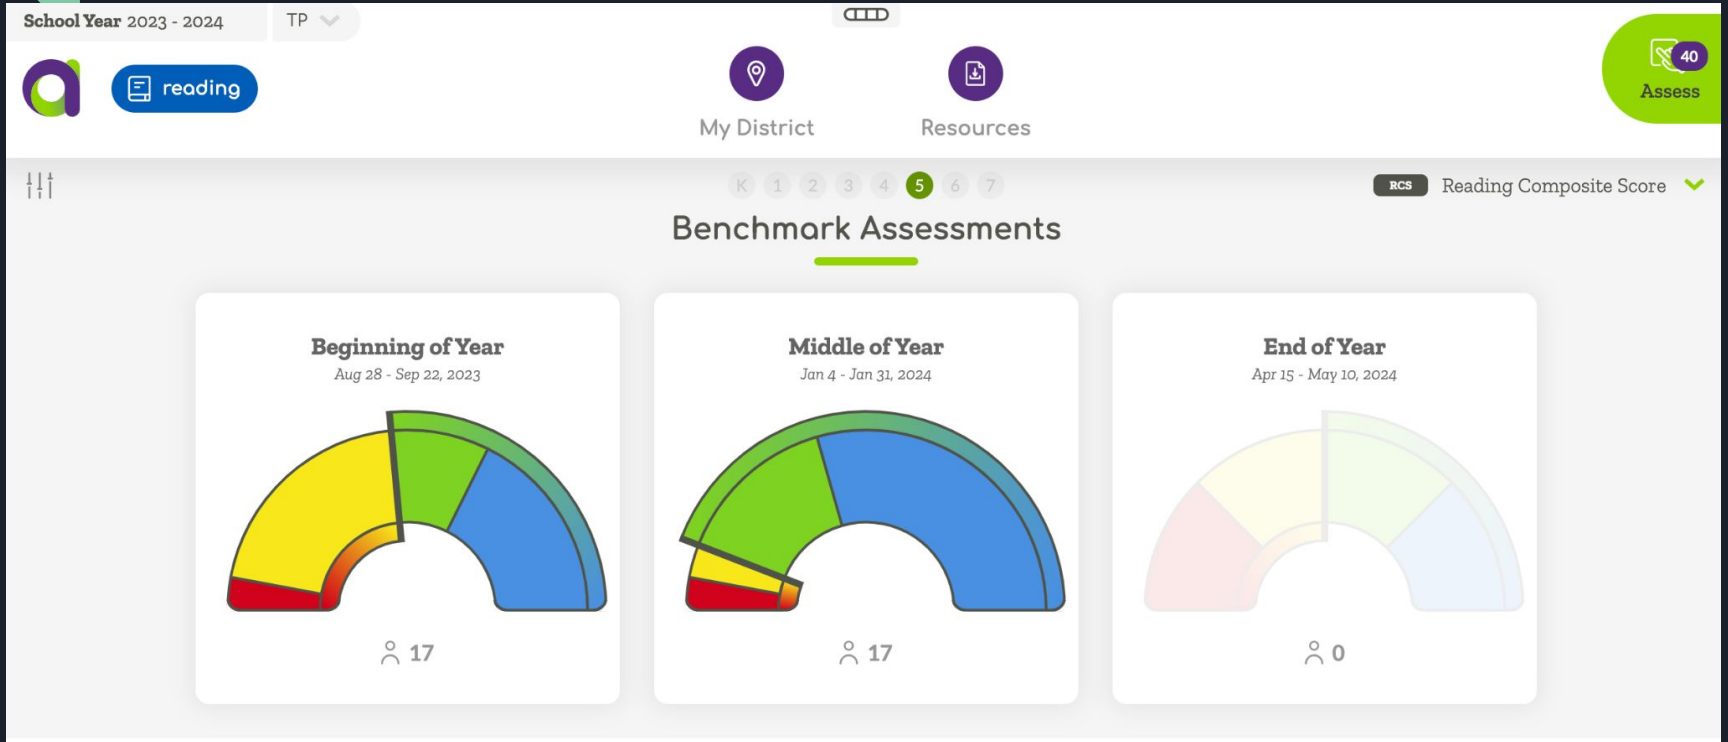 School Year 2023 - 2024 TP
reading
My District
Resources
40
Assess
K 1 2 3 4 5 6 7
RCS Reading Composite Score
Benchmark Assessments
Beginning of Year
Aug 28 - Sep 22, 2023
17
Middle of Year
Jan 4 - Jan 31, 2024
17
End of Year
Apr 15 - May 10, 2024
0